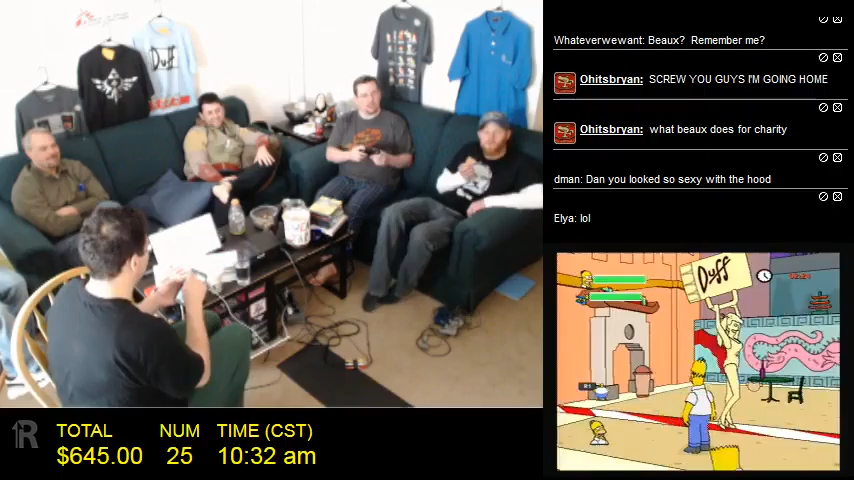 Whateverwewant: Beaux? Remember me?
Ohitsbryan: SCREW YOU GUYS I'M GOING HOME
Ohitsbryan: what beaux does for charity
dman: Dan you looked so sexy with the hood
Elya: lol
Duff
Duff
R1
TOTAL NUM TIME (CST)
$645.00 25 10:32 am